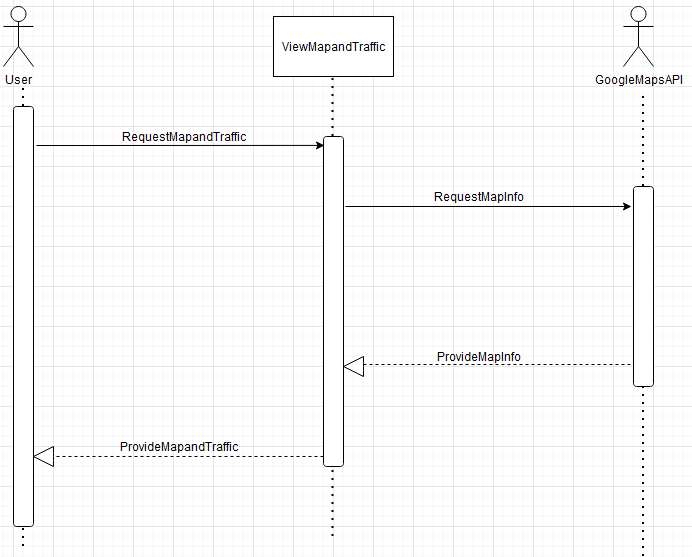 ViewMapandTraffic
User
GoogleMapsAPI
RequestMapandTraffic
RequestMapInfo
ProvideMapInfo
ProvideMapandTraffic